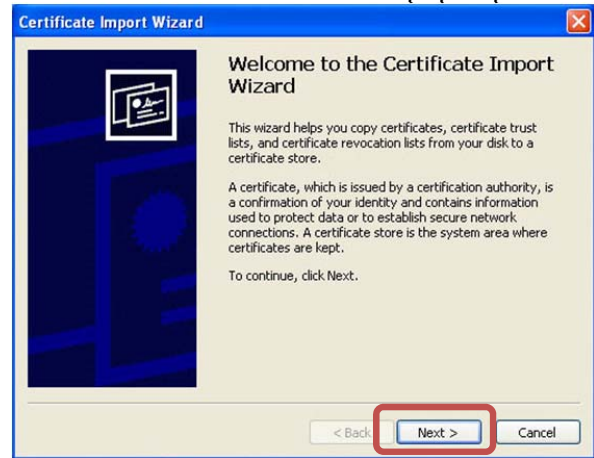 Certificate Import Wizard
Welcome to the Certificate Import
Wizard
This wizard helps you copy certificates, certificate trust
lists, and certificate revocation lists from your disk to a
certificate store.
A certificate, which is issued by a certification authority, is
a confirmation of your identity and contains information
used to protect data or to establish secure network
connections. A certificate store is the system area where
certificates are kept.
To continue, click Next.
< Back
Next >
Cancel